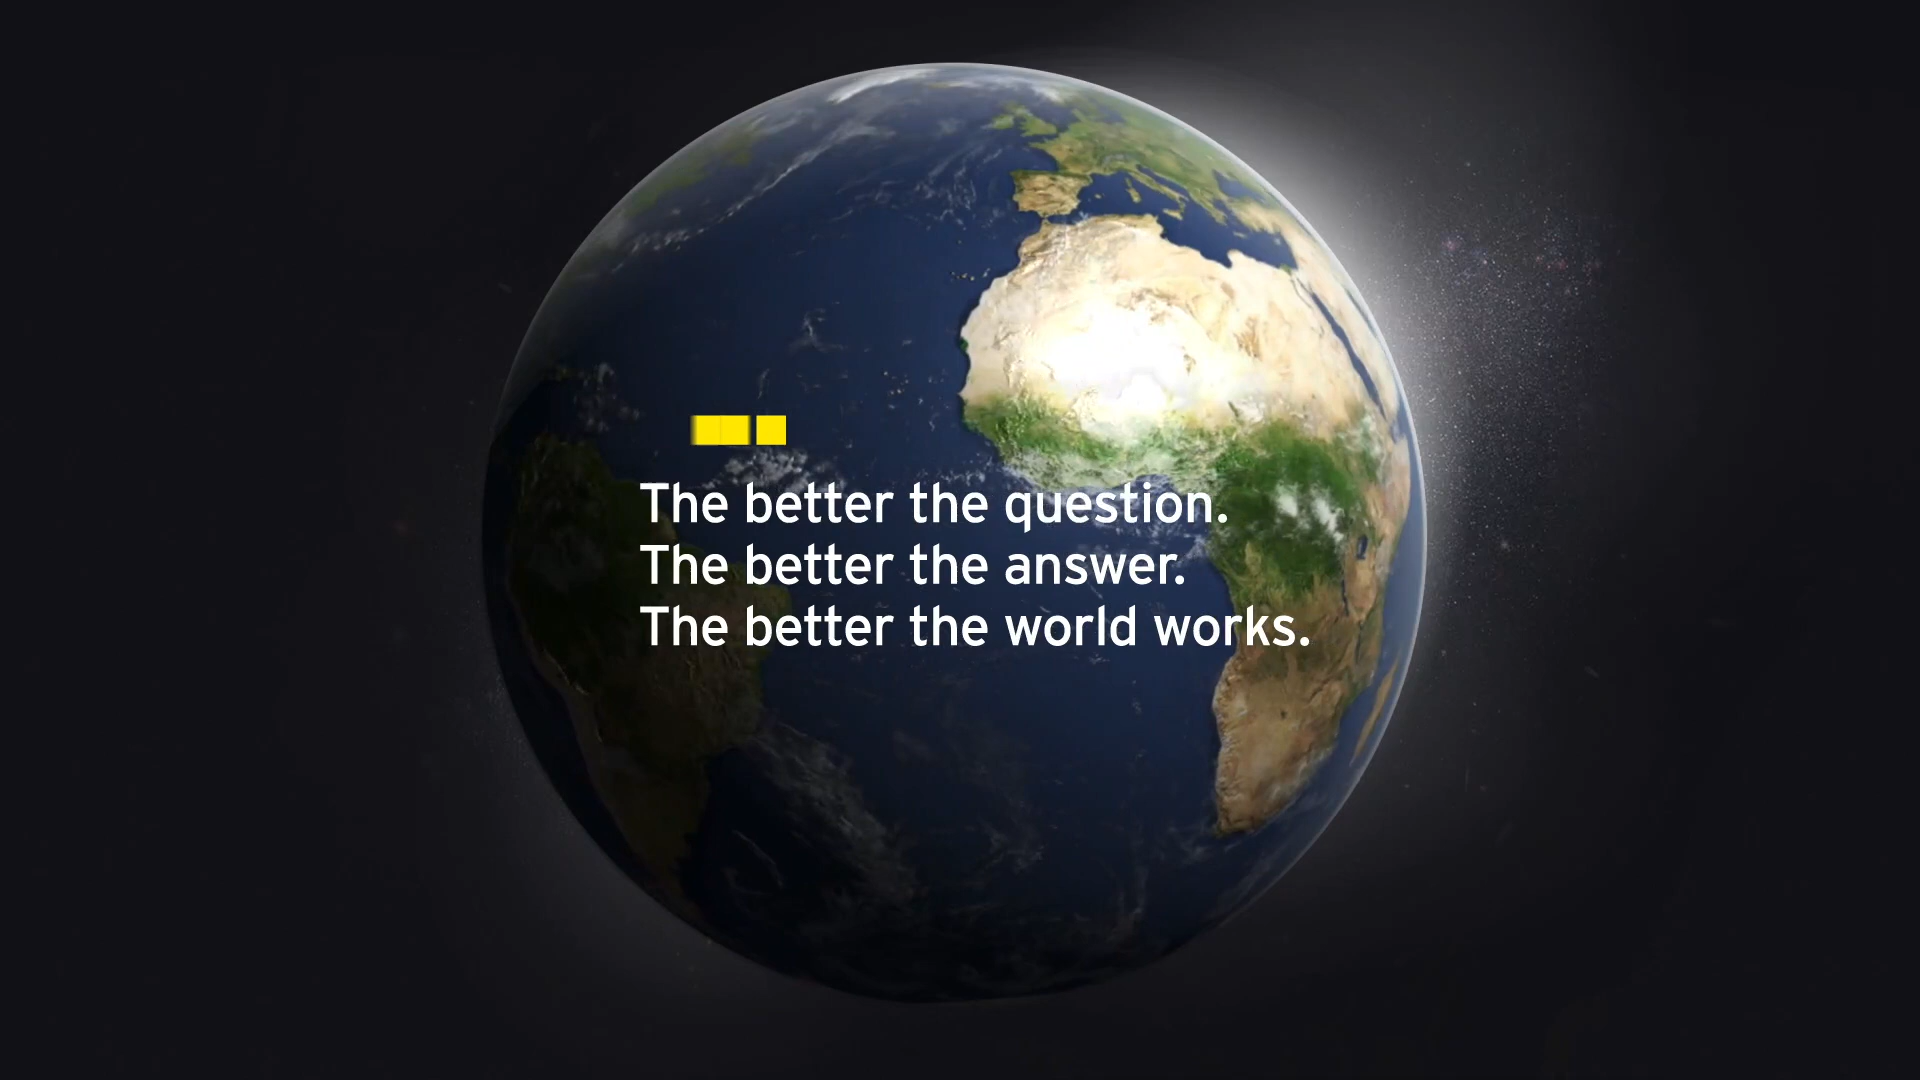 The better the question.
The better the answer.
The better the world works.